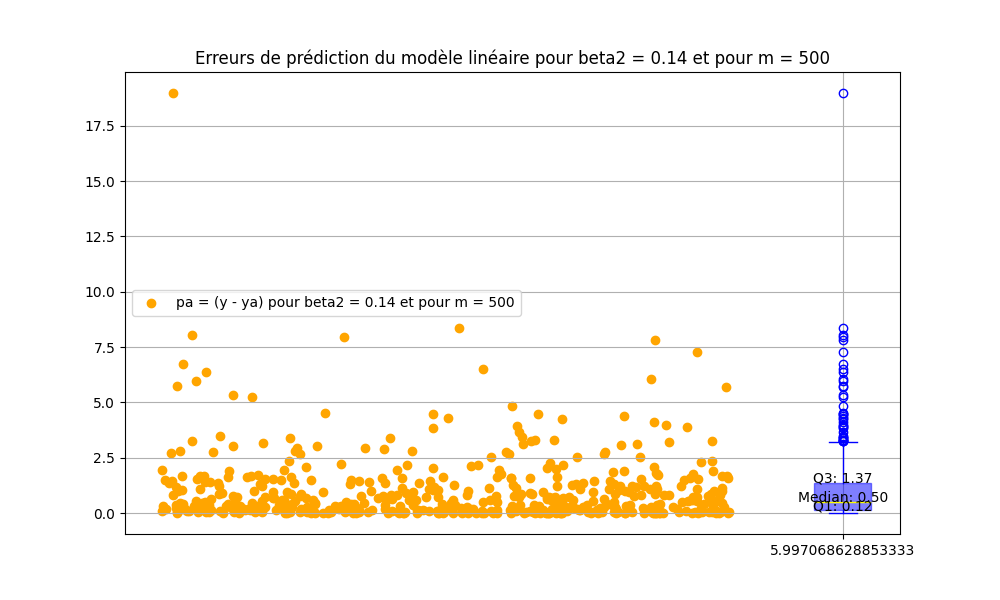 Erreurs de prédiction du modèle linéaire pour beta2 = 0.14 et pour m = 500
17.5
15.0
12.5
10.0
pa = (y - ya) pour beta2 = 0.14 et pour m = 500
7.5
5.0
2.5
Q3: 1.37
Median: 0.50
Q1: 0.12
0.0
5.997068628853333